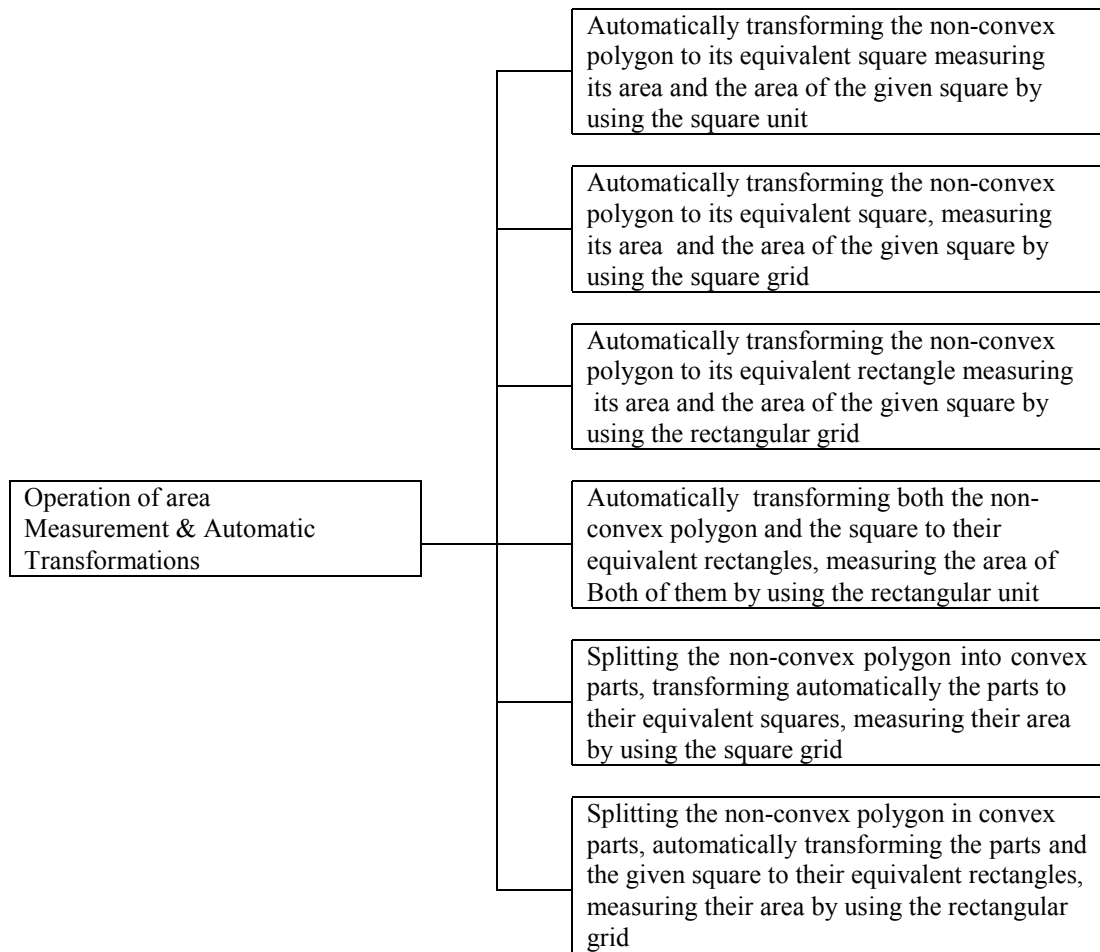 Automatically transforming the non-convex
polygon to its equivalent square measuring
its area and the area of the given square by
using the square unit
Automatically transforming the non-convex
polygon to its equivalent square, measuring
its area and the area of the given square by
using the square grid
Automatically transforming the non-convex
polygon to its equivalent rectangle measuring
its area and the area of the given square by
using the rectangular grid
Operation of area
Measurement & Automatic
Transformations
Automatically transforming both the non-
convex polygon and the square to their
equivalent rectangles, measuring the area of
Both of them by using the rectangular unit
Splitting the non-convex polygon into convex
parts, transforming automatically the parts to
their equivalent squares, measuring their area
by using the square grid
Splitting the non-convex polygon in convex
parts, automatically transforming the parts and
the given square to their equivalent rectangles,
measuring their area by using the rectangular
grid